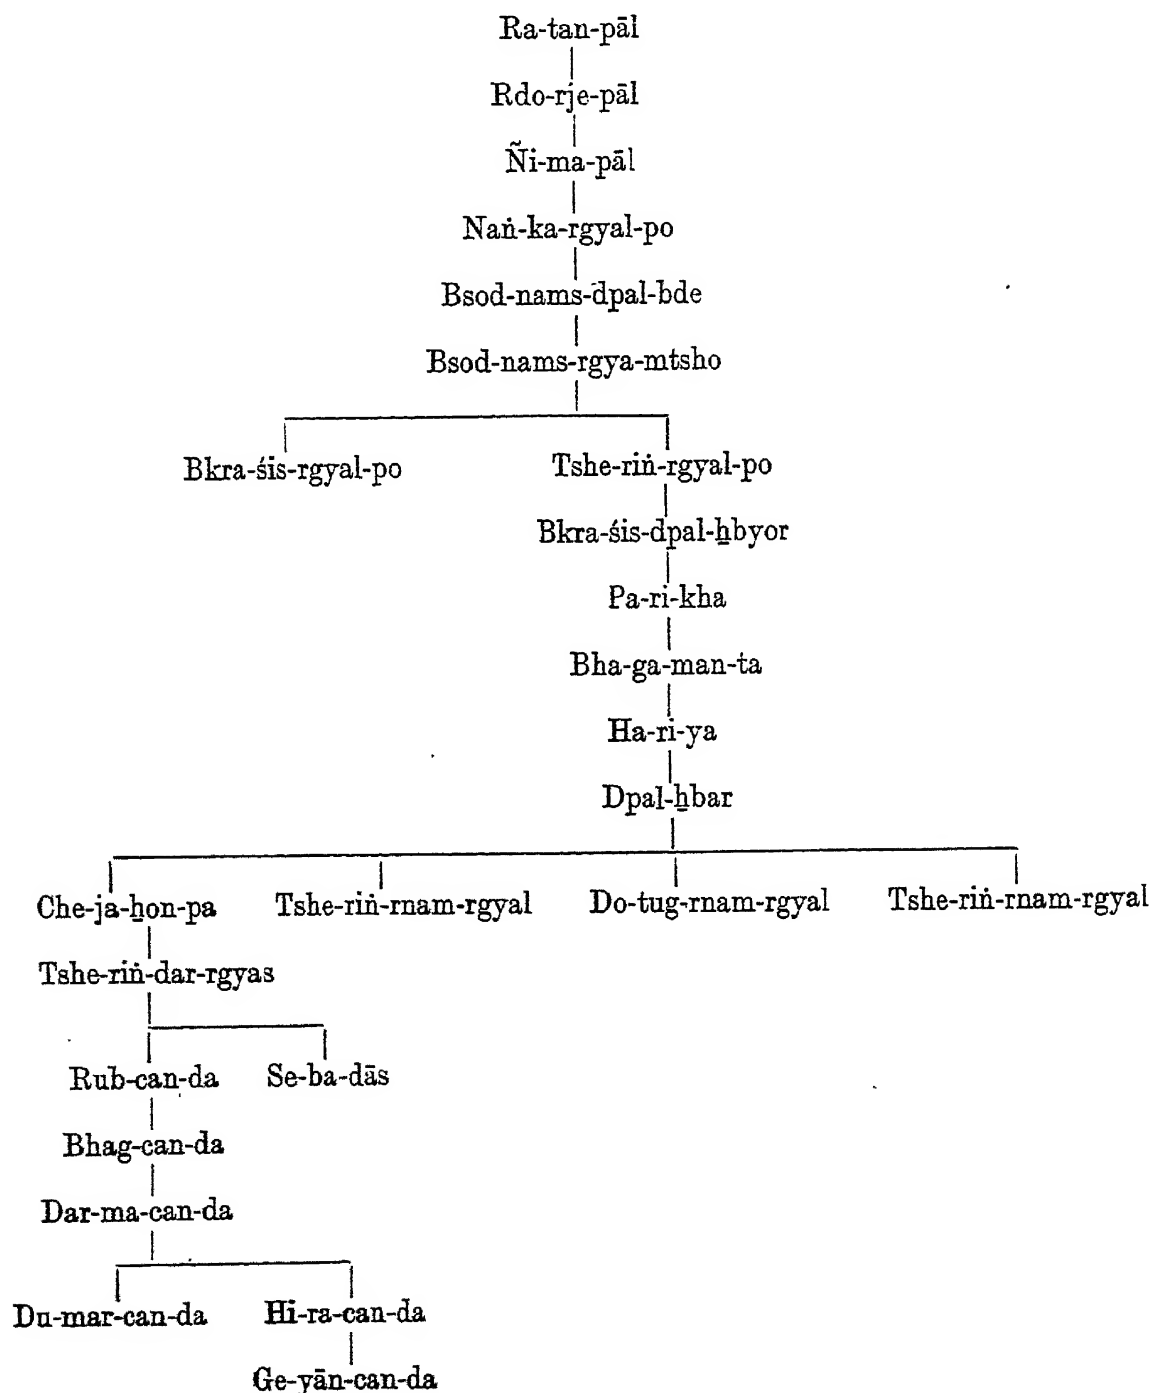 Ra-tan-pāl
Rdo-rje-pāl
Ñi-ma-pāl
Naṅ-ka-rgyal-po
Bsod-nams-dpal-bde
Bsod-nams-rgya-mtsho
Bkra-śis-rgyal-po Tshe-riṅ-rgyal-po
Bkra-śis-dpal-ẖbyor
Pa-ri-kha
Bha-ga-man-ta
Ha-ri-ya
Dpal-ẖbar
Che-ja-ẖon-pa Tshe-riṅ-rnam-rgyal Do-tug-rnam-rgyal Tshe-riṅ-rnam-rgyal
Tshe-riṅ-dar-rgyas
Rub-can-da Se-ba-dās
Bhag-can-da
Dar-ma-can-da
Du-mar-can-da Hi-ra-can-da
Ge-yān-can-da